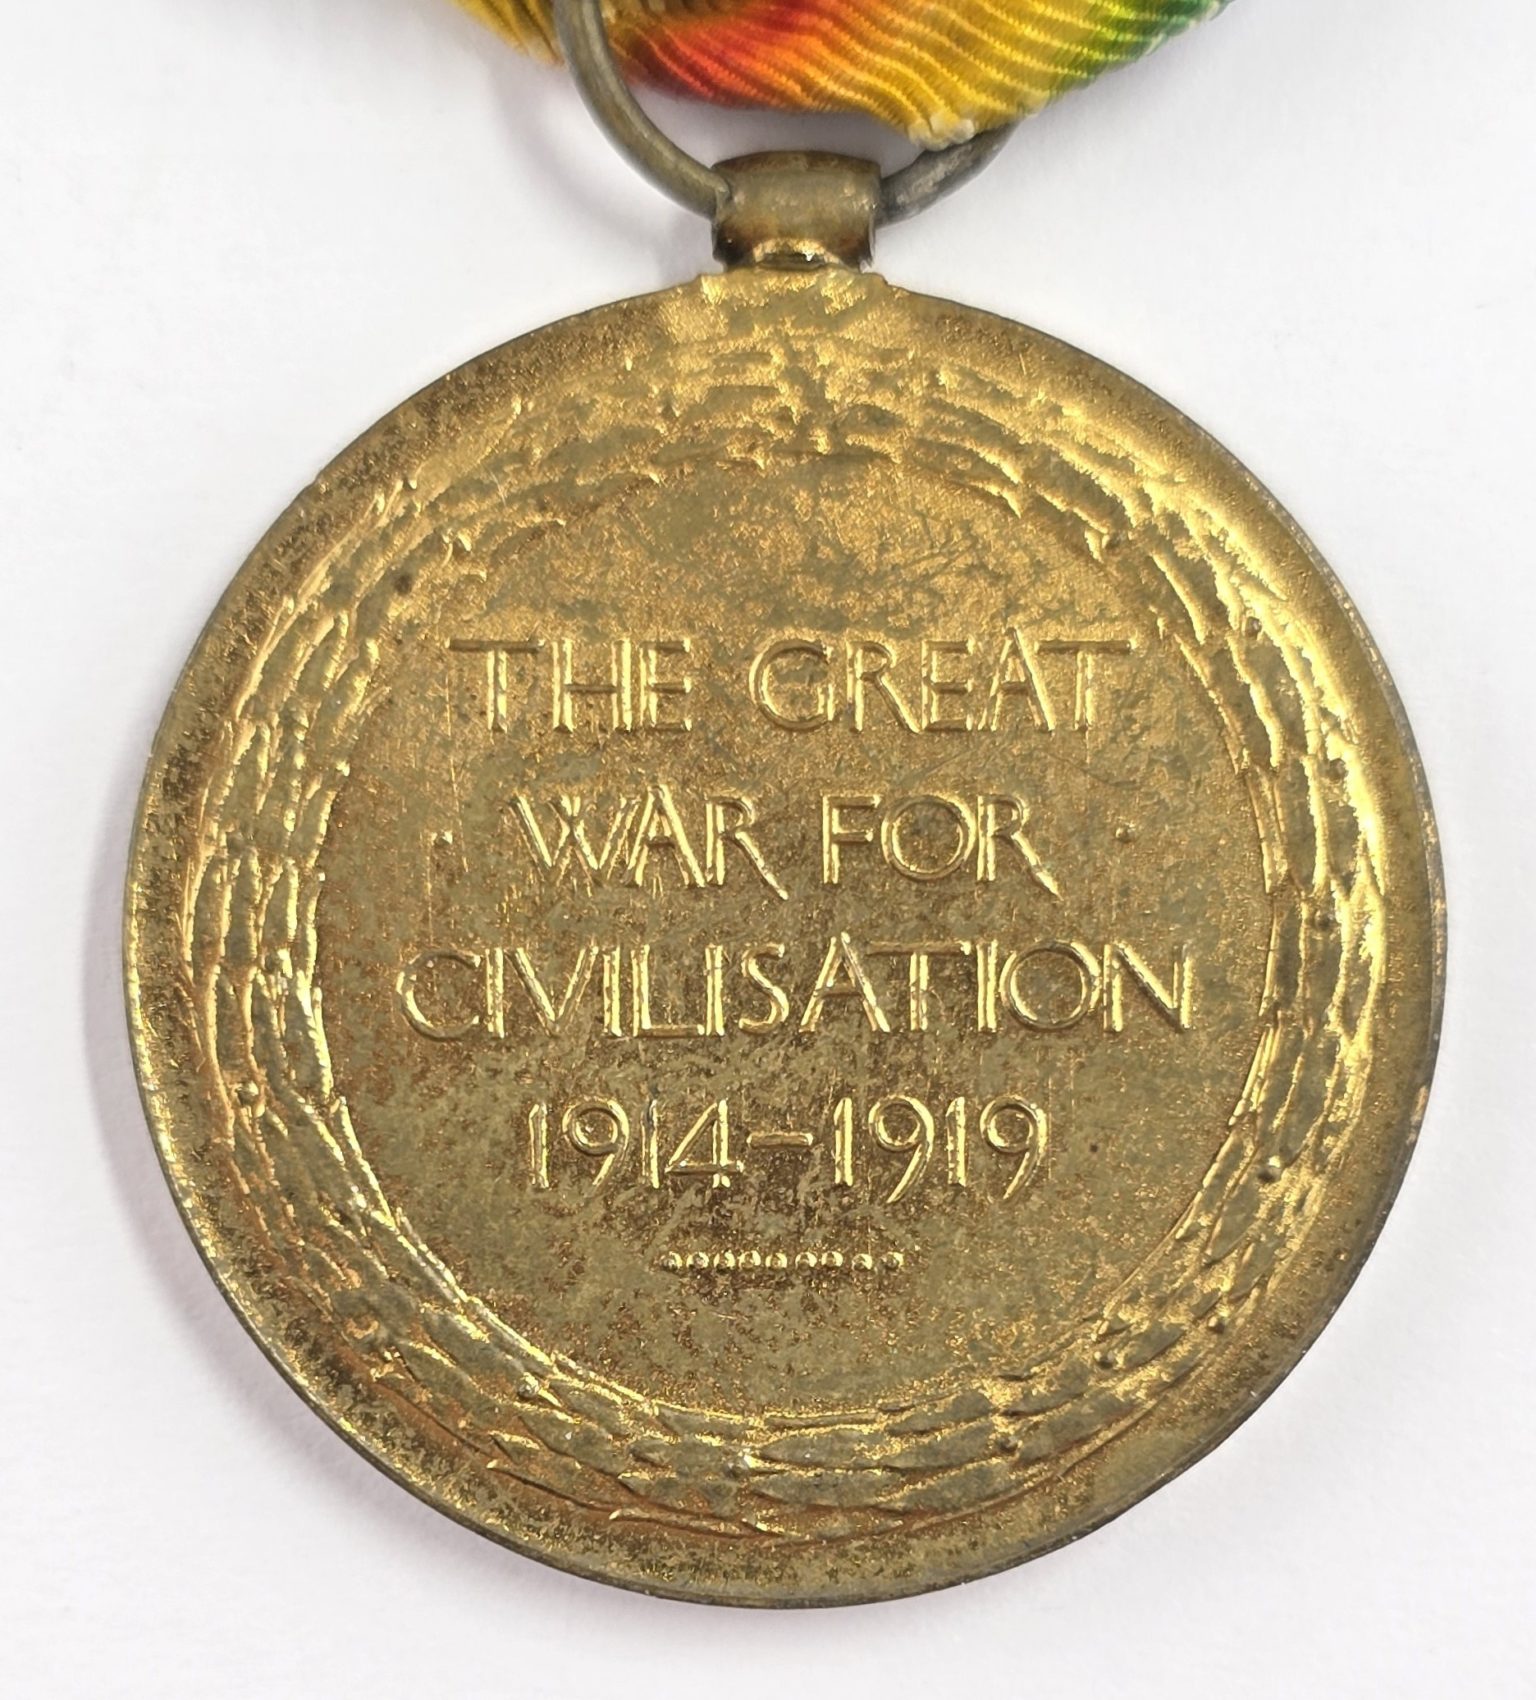 THE GREAT
WAR FOR
CIVILISATION
1914-1919